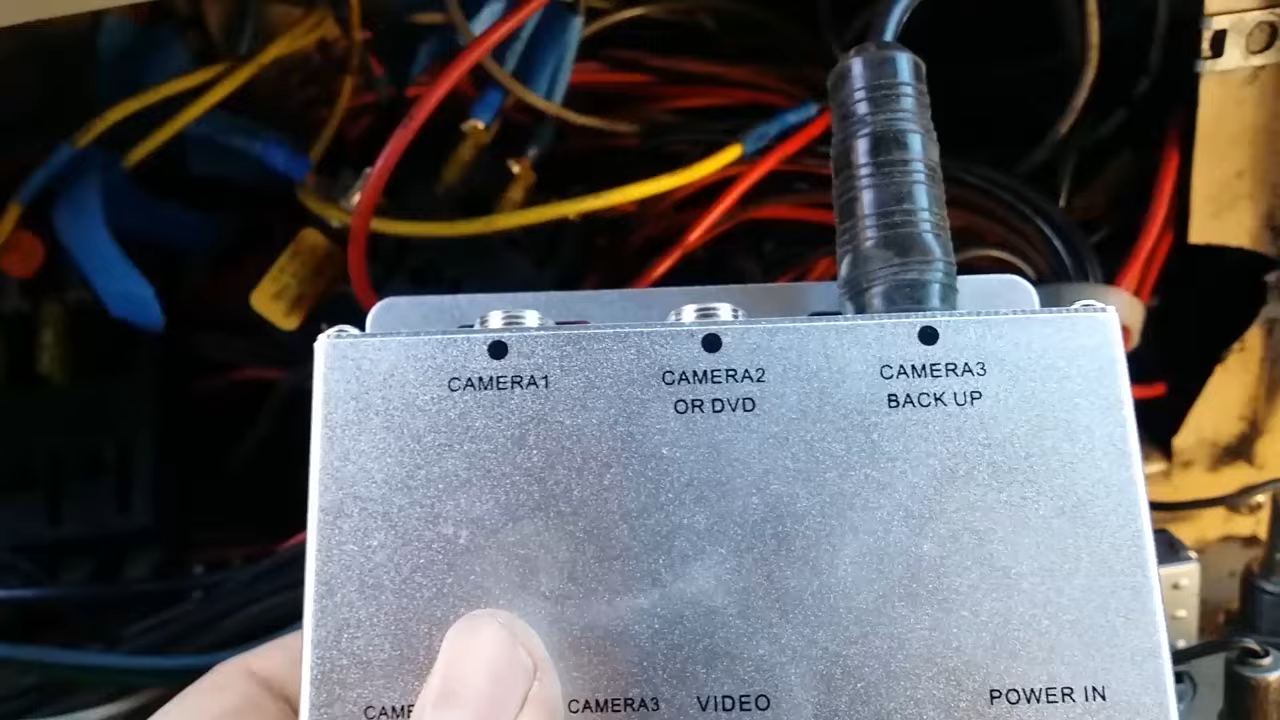 CAMERA1
CAMERA2
OR DVD
CAMERA3
BACK UP
CAMERA3
VIDEO
POWER IN